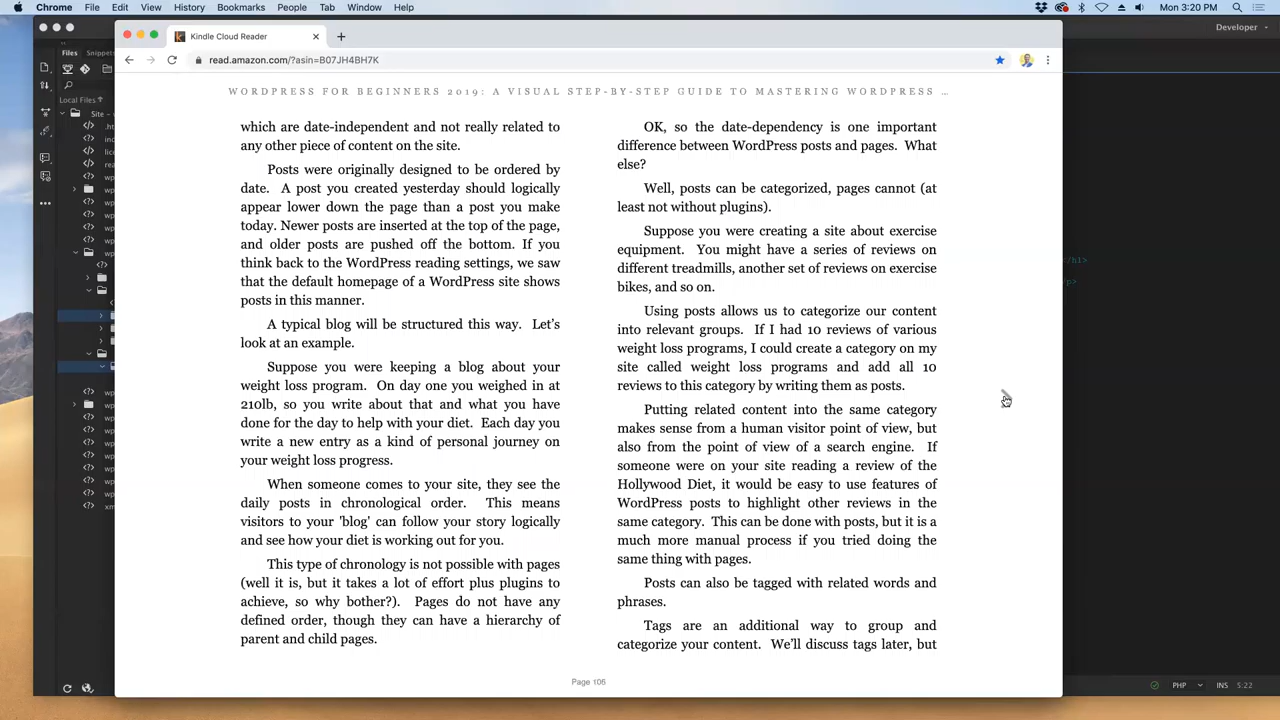 Chrome File Edit View History Bookmarks People Tab Window Help
Mon 3:20 PM
Kindle Cloud Reader
Developer
Files Snippets
read.amazon.com/?asin=B07JH4BH7K
Local Files
Site -
WORDPRESS FOR BEGINNERS 2019: A VISUAL STEP-BY-STEP GUIDE TO MASTERING WORDPRESS ...
which are date-independent and not really related to
any other piece of content on the site.
Posts were originally designed to be ordered by
date. A post you created yesterday should logically
appear lower down the page than a post you make
today. Newer posts are inserted at the top of the page,
and older posts are pushed off the bottom. If you
think back to the WordPress reading settings, we saw
that the default homepage of a WordPress site shows
posts in this manner.
A typical blog will be structured this way. Let's
look at an example.
Suppose you were keeping a blog about your
weight loss program. On day one you weighed in at
210lb, so you write about that and what you have
done for the day to help with your diet. Each day you
write a new entry as a kind of personal journey on
your weight loss progress.
When someone comes to your site, they see the
daily posts in chronological order. This means
visitors to your 'blog' can follow your story logically
and see how your diet is working out for you.
This type of chronology is not possible with pages
(well it is, but it takes a lot of effort plus plugins to
achieve, so why bother?). Pages do not have any
defined order, though they can have a hierarchy of
parent and child pages.
OK, so the date-dependency is one important
difference between WordPress posts and pages. What
else?
Well, posts can be categorized, pages cannot (at
least not without plugins).
Suppose you were creating a site about exercise
equipment. You might have a series of reviews on
different treadmills, another set of reviews on exercise
bikes, and so on.
Using posts allows us to categorize our content
into relevant groups. If I had 10 reviews of various
weight loss programs, I could create a category on my
site called weight loss programs and add all 10
reviews to this category by writing them as posts.
Putting related content into the same category
makes sense from a human visitor point of view, but
also from the point of view of a search engine. If
someone were on your site reading a review of the
Hollywood Diet, it would be easy to use features of
WordPress posts to highlight other reviews in the
same category. This can be done with posts, but it is a
much more manual process if you tried doing the
same thing with pages.
Posts can also be tagged with related words and
phrases.
Tags are an additional way to group and
categorize your content. We'll discuss tags later, but
Page 106
</h1>
PHP INS 5:22